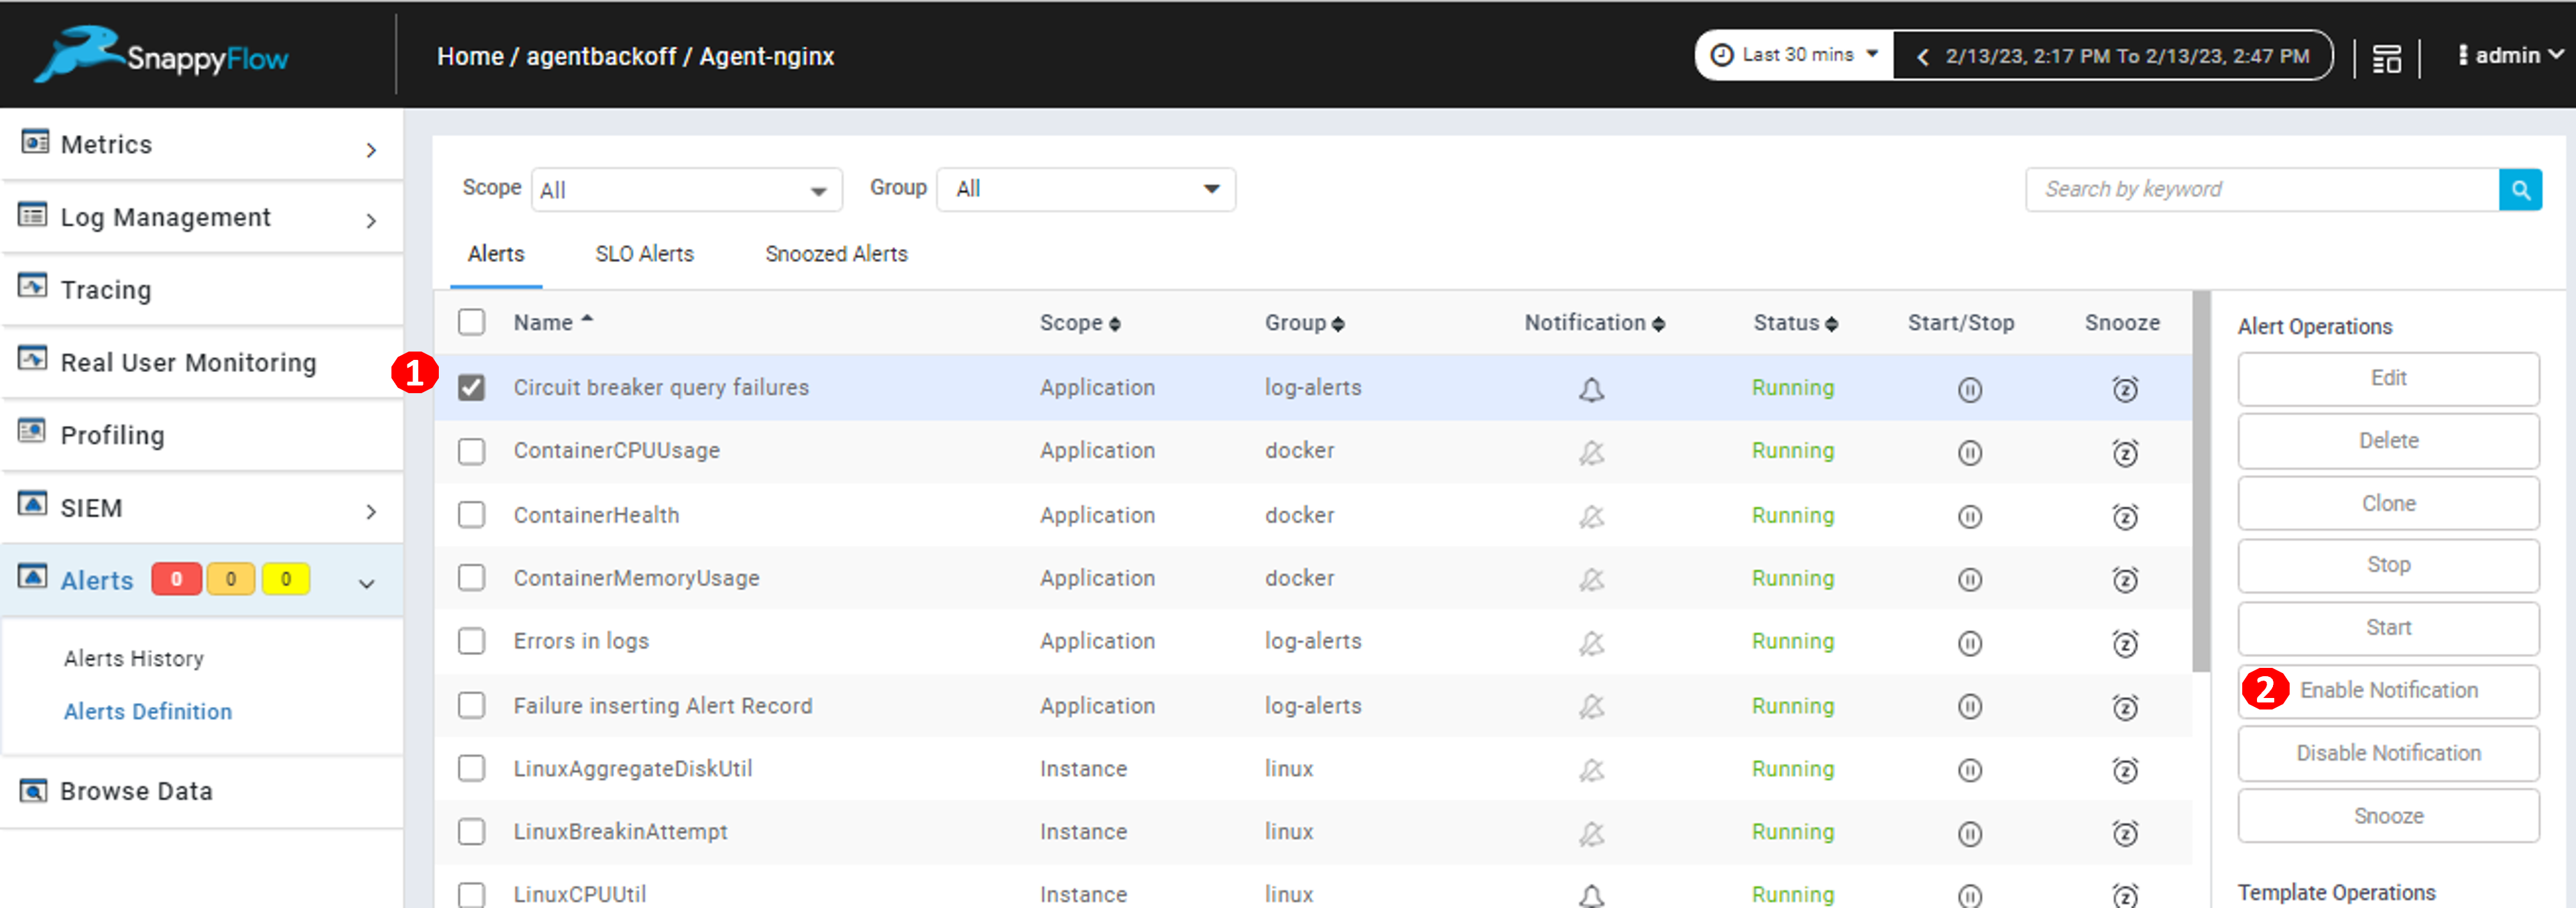 SnappyFlow
Home / agentbackoff / Agent-nginx
Last 30 mins
2/13/23, 2:17 PM To 2/13/23, 2:47 PM
admin
Metrics
Log Management
Tracing
Real User Monitoring
Profiling
SIEM
Alerts 0 0 0
Alerts History
Alerts Definition
Browse Data
Scope All Group All
Search by keyword
Alerts SLO Alerts Snoozed Alerts
Name Scope Group Notification Status Start/Stop Snooze
1 Circuit breaker query failures Application log-alerts Running
ContainerCPUUsage Application docker Running
ContainerHealth Application docker Running
ContainerMemoryUsage Application docker Running
Errors in logs Application log-alerts Running
Failure inserting Alert Record Application log-alerts Running
LinuxAggregateDiskUtil Instance linux Running
LinuxBreakinAttempt Instance linux Running
LinuxCPUUtil Instance linux Running
Alert Operations
Edit
Delete
Clone
Stop
Start
2 Enable Notification
Disable Notification
Snooze
Template Operations